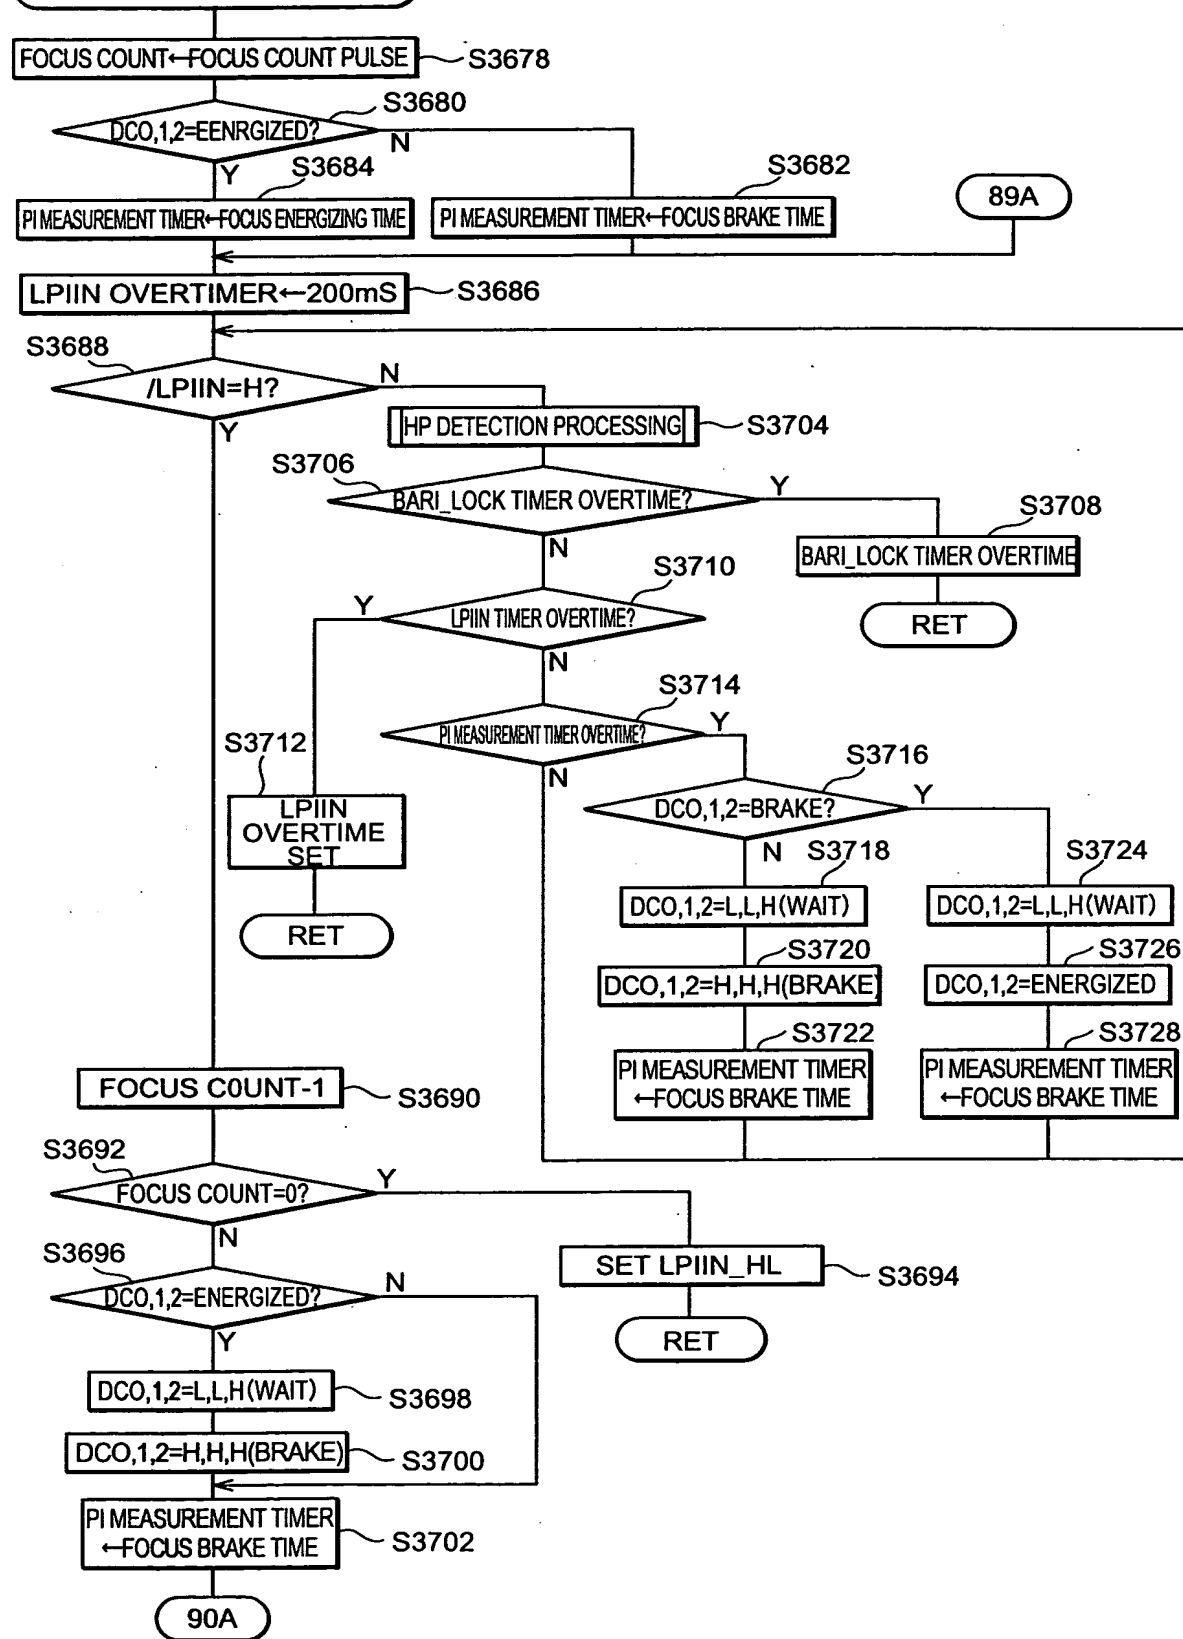 FOCUS COUNT←FOCUS COUNT PULSE
S3678
S3680
DCO,1,2=EENRGIZED?
N
Y
S3684
S3682
89A
PI MEASUREMENT TIMER←FOCUS ENERGIZING TIME
PI MEASUREMENT TIMER←FOCUS BRAKE TIME
LPIIN OVERTIMER←200mS
S3686
S3688
/LPIIN=H?
N
Y
HP DETECTION PROCESSING
S3704
S3706
BARI_LOCK TIMER OVERTIME?
Y
N
S3708
BARI_LOCK TIMER OVERTIME
RET
S3710
LPIIN TIMER OVERTIME?
Y
N
S3714
PI MEASUREMENT TIMER OVERTIME?
Y
N
S3712
LPIIN
OVERTIME
SET
RET
S3716
DCO,1,2=BRAKE?
Y
N
S3718
DCO,1,2=L,L,H(WAIT)
S3720
DCO,1,2=H,H,H(BRAKE)
S3722
PI MEASUREMENT TIMER
←FOCUS BRAKE TIME
S3724
DCO,1,2=L,L,H(WAIT)
S3726
DCO,1,2=ENERGIZED
S3728
PI MEASUREMENT TIMER
←FOCUS BRAKE TIME
FOCUS C0UNT-1
S3690
S3692
FOCUS COUNT=0?
Y
N
SET LPIIN_HL
S3694
RET
S3696
DCO,1,2=ENERGIZED?
N
Y
DCO,1,2=L,L,H(WAIT)
S3698
DCO,1,2=H,H,H(BRAKE)
S3700
PI MEASUREMENT TIMER
←FOCUS BRAKE TIME
S3702
90A